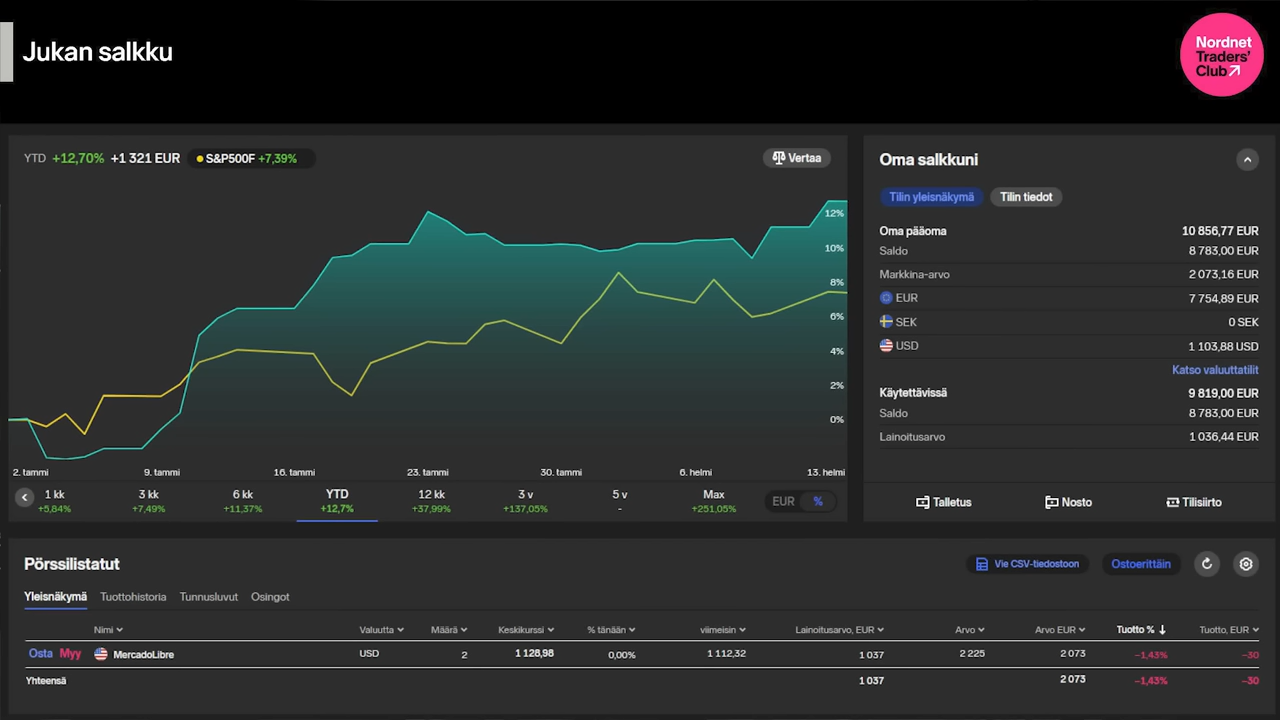 Jukan salkku
Nordnet
Traders'
Club
YTD +12,70% +1 321 EUR S&P500F +7,39%
Vertaa
12%
10%
8%
6%
4%
2%
0%
2. tammi 9. tammi 16. tammi 23. tammi 30. tammi 6. helmi 13. helmi
1 kk 3 kk 6 kk YTD 12 kk 3 v 5 v Max
+5,84% +7,49% +11,37% +12,7% +37,99% +137,05% - +251,05%
EUR %
Oma salkkuni
Tilin yleisnäkymä Tilin tiedot
Oma pääoma 10 856,77 EUR
Saldo 8 783,00 EUR
Markkina-arvo 2 073,16 EUR
EUR 7 754,89 EUR
SEK 0 SEK
USD 1 103,88 USD
Katso valuuttatilit
Käytettävissä 9 819,00 EUR
Saldo 8 783,00 EUR
Lainoitusarvo 1 036,44 EUR
Talletus Nosto Tilisiirto
Pörssilistatut
Vie CSV-tiedostoon Ostoerittäin
Yleisnäkymä Tuottohistoria Tunnusluvut Osingot
Nimi Valuutta Määrä Keskikurssi % tänään viimeisin Lainoitusarvo, EUR Arvo Arvo EUR Tuotto % Tuotto, EUR
Osta Myy MercadoLibre USD 2 1 128,98 0,00% 1 112,32 1 037 2 225 2 073 -1,43% -30
Yhteensä 1 037 2 073 -1,43% -30